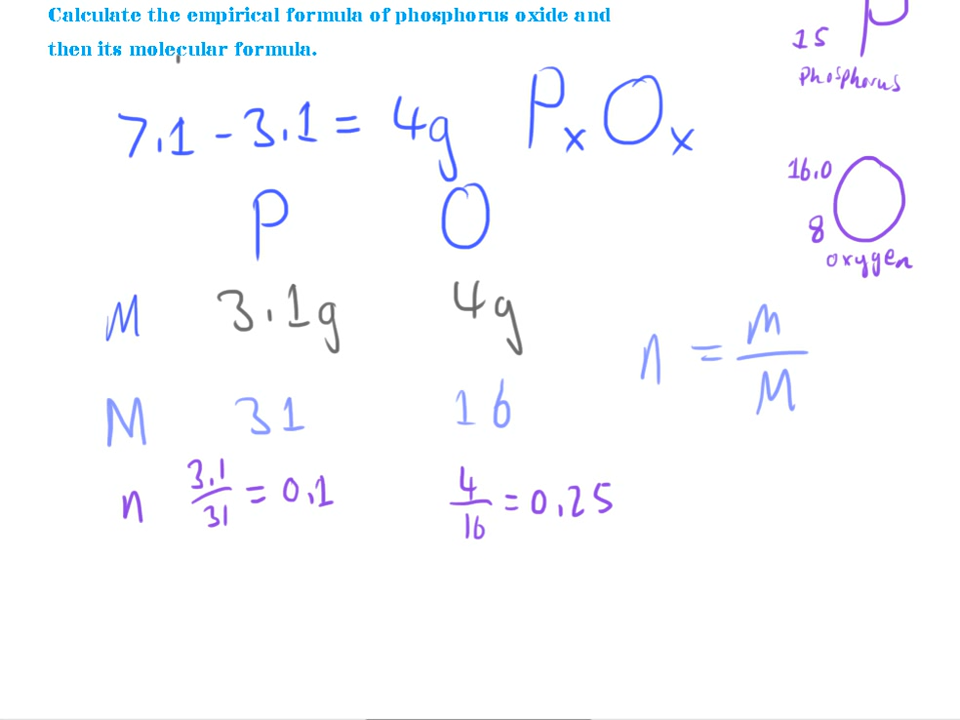 Calculate the empirical formula of phosphorus oxide and
then its molecular formula.
15 P
phosphorus
7.1 - 3.1 = 4g PₓOₓ
16.0 O
8
oxygen
P O
M 3.1g 4g
n = m/M
M 31 16
n 3.1/31 = 0.1 4/16 = 0.25